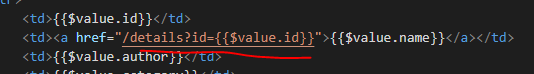 <td>{{$value.id}}</td>
<td><a href="/details?id={{$value.id}}">{{$value.name}}</a></td>
<td>{{$value.author}}</td>